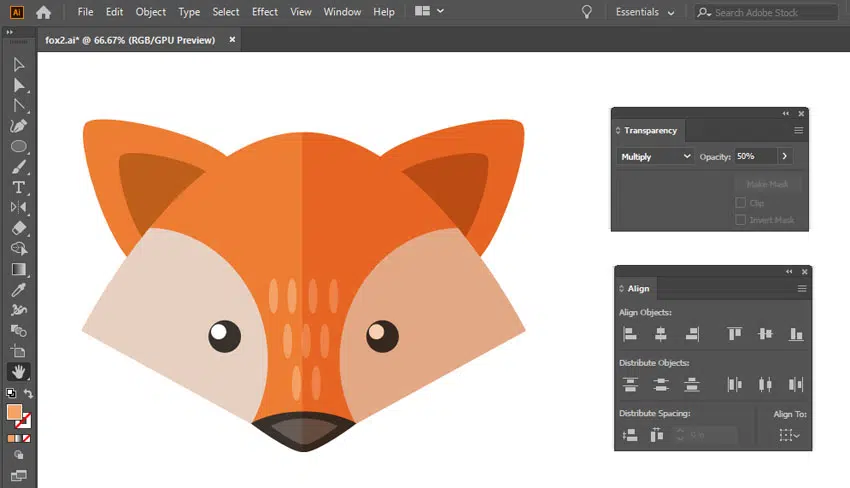 Ai File Edit Object Type Select Effect View Window Help Essentials Search Adobe Stock
fox2.ai* @ 66.67% (RGB/GPU Preview) ×
Transparency
Multiply Opacity: 50%
Make Mask
Clip
Invert Mask
Align
Align Objects:
Distribute Objects:
Distribute Spacing: Align To: